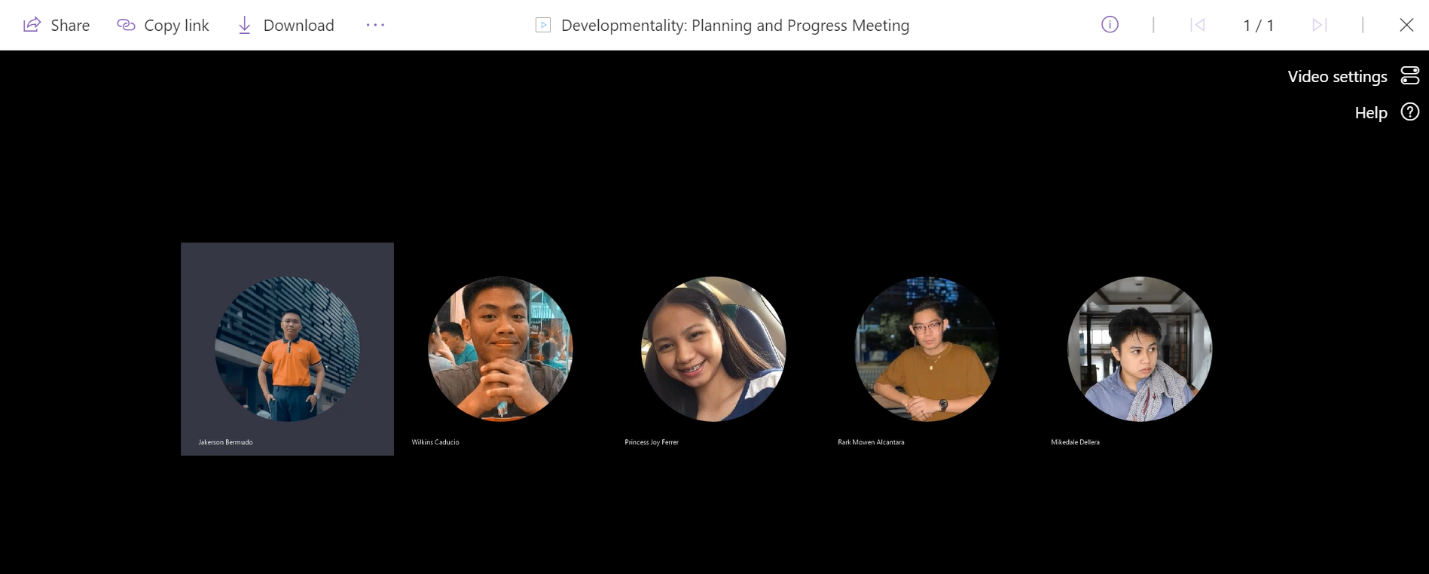 Share Copy link Download ... Developmentality: Planning and Progress Meeting 1 / 1
Video settings
Help
Jakerson Bermudo
Wilkins Caducio
Princess Joy Ferrer
Rark Mowen Alcantara
Mikedale Dellera